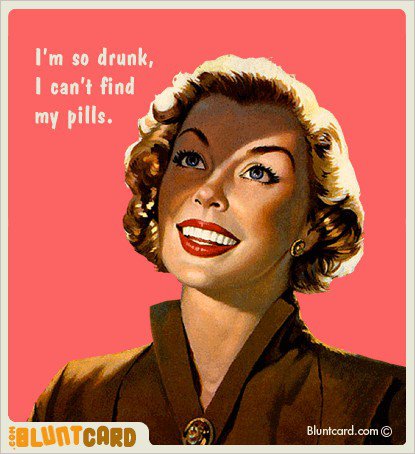 I'm so drunk,
I can't find
my pills.
.COM
BLUNTCARD
Bluntcard.com ©